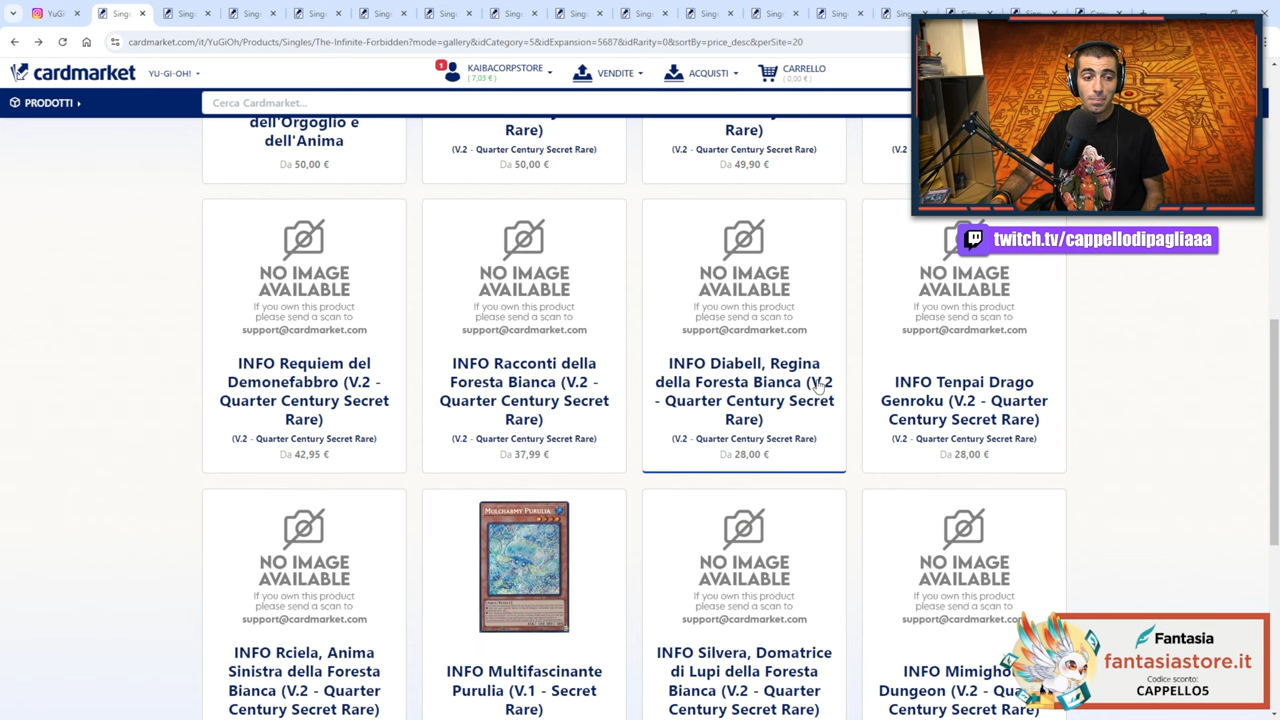 YuGi
Singl
Sing
cardmarket.com/it/YuGiOh/Products/Singles/The-Infinite-Forbidden?mode=gallery&idCategory=5&idExpansion=5687&idRarity=0&sortBy=price_desc&perSite=20
cardmarket
YU-GI-OH!
1
KAIBACORPSTORE
(7,03 €)
VENDITE
ACQUISTI
CARRELLO
(0,00 €)
PRODOTTI
Cerca Cardmarket...
dell'Orgoglio e
dell'Anima
Da 50,00 €
Rare)
(V.2 - Quarter Century Secret Rare)
Da 50,00 €
Rare)
(V.2 - Quarter Century Secret Rare)
Da 49,90 €
(V.2
twitch.tv/cappellodipagliaaa
NO IMAGE
AVAILABLE
If you own this product
please send a scan to
support@cardmarket.com
INFO Requiem del
Demonefabbro (V.2 -
Quarter Century Secret
Rare)
(V.2 - Quarter Century Secret Rare)
Da 42,95 €
NO IMAGE
AVAILABLE
If you own this product
please send a scan to
support@cardmarket.com
INFO Racconti della
Foresta Bianca (V.2 -
Quarter Century Secret
Rare)
(V.2 - Quarter Century Secret Rare)
Da 37,99 €
NO IMAGE
AVAILABLE
If you own this product
please send a scan to
support@cardmarket.com
INFO Diabell, Regina
della Foresta Bianca (V.2
- Quarter Century Secret
Rare)
(V.2 - Quarter Century Secret Rare)
Da 28,00 €
NO IMAGE
AVAILABLE
If you own this product
please send a scan to
support@cardmarket.com
INFO Tenpai Drago
Genroku (V.2 - Quarter
Century Secret Rare)
(V.2 - Quarter Century Secret Rare)
Da 28,00 €
NO IMAGE
AVAILABLE
If you own this product
please send a scan to
support@cardmarket.com
INFO Rciela, Anima
Sinistra della Foresta
Bianca (V.2 - Quarter
Century Secret Rare)
MULCHARMY PURULIA
INFO Multifascinante
Purulia (V.1 - Secret
Rare)
NO IMAGE
AVAILABLE
If you own this product
please send a scan to
support@cardmarket.com
INFO Silvera, Domatrice
di Lupi della Foresta
Bianca (V.2 - Quarter
Century Secret Rare)
NO IMAGE
AVAILABLE
If you own this product
please send a scan to
support@cardmarket.com
INFO Mimigho
Dungeon (V.2 - Qua
Century Secret Rare)
Fantasia
fantasiastore.it
Codice sconto:
CAPPELLO5